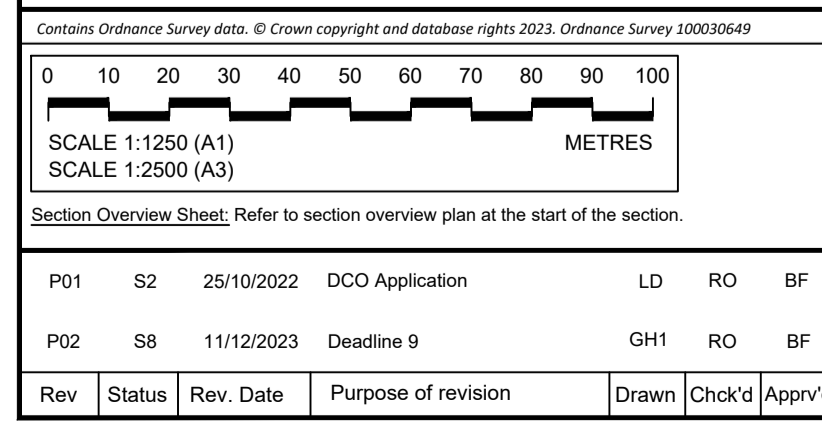 Contains Ordnance Survey data. © Crown copyright and database rights 2023. Ordnance Survey 100030649
0 10 20 30 40 50 60 70 80 90 100
SCALE 1:1250 (A1) METRES
SCALE 1:2500 (A3)
Section Overview Sheet: Refer to section overview plan at the start of the section.
P01 S2 25/10/2022 DCO Application LD RO BF
P02 S8 11/12/2023 Deadline 9 GH1 RO BF
Rev Status Rev. Date Purpose of revision Drawn Chck'd Apprv'